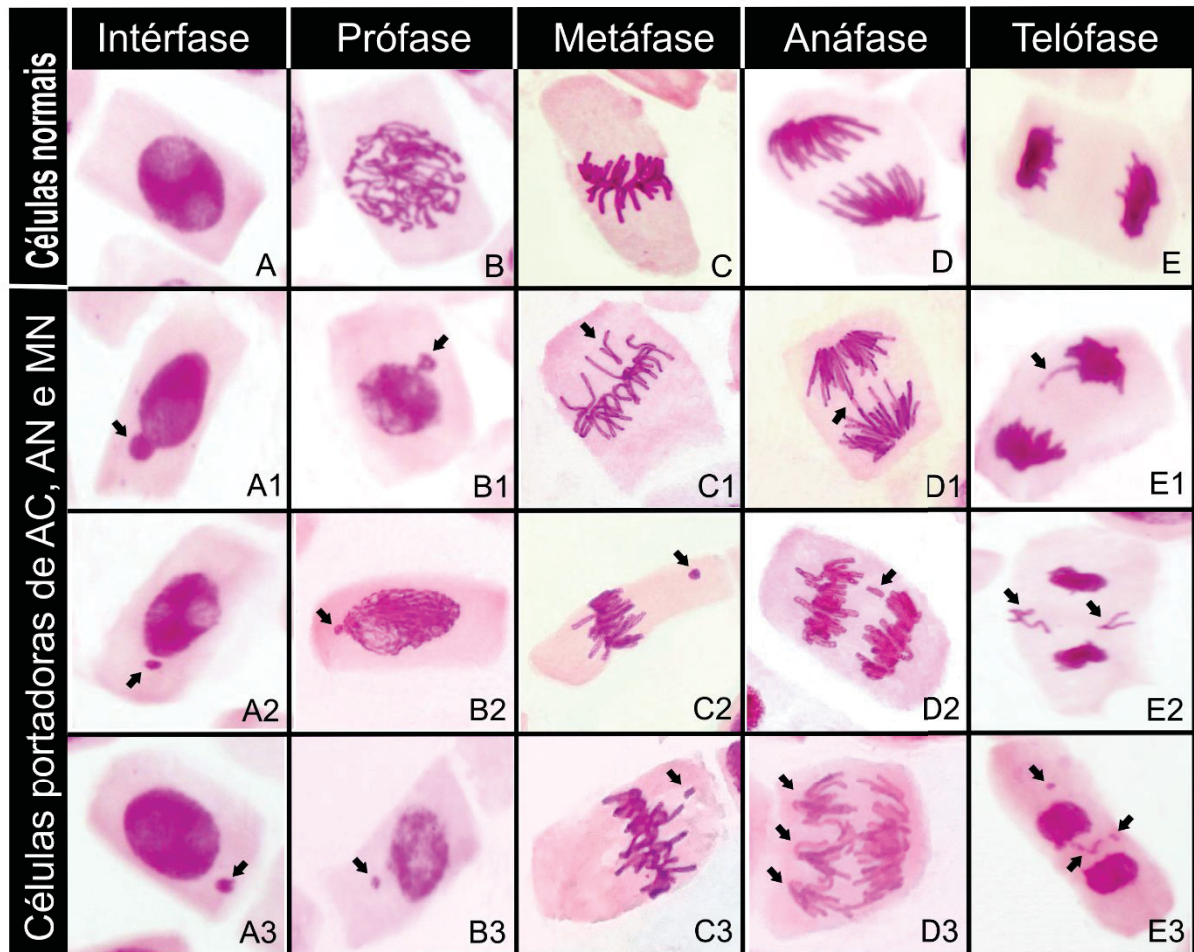 Intérfase Prófase Metáfase Anáfase Telófase
Células normais
A B C D E
Células portadoras de AC, AN e MN
A1 B1 C1 D1 E1
A2 B2 C2 D2 E2
A3 B3 C3 D3 E3